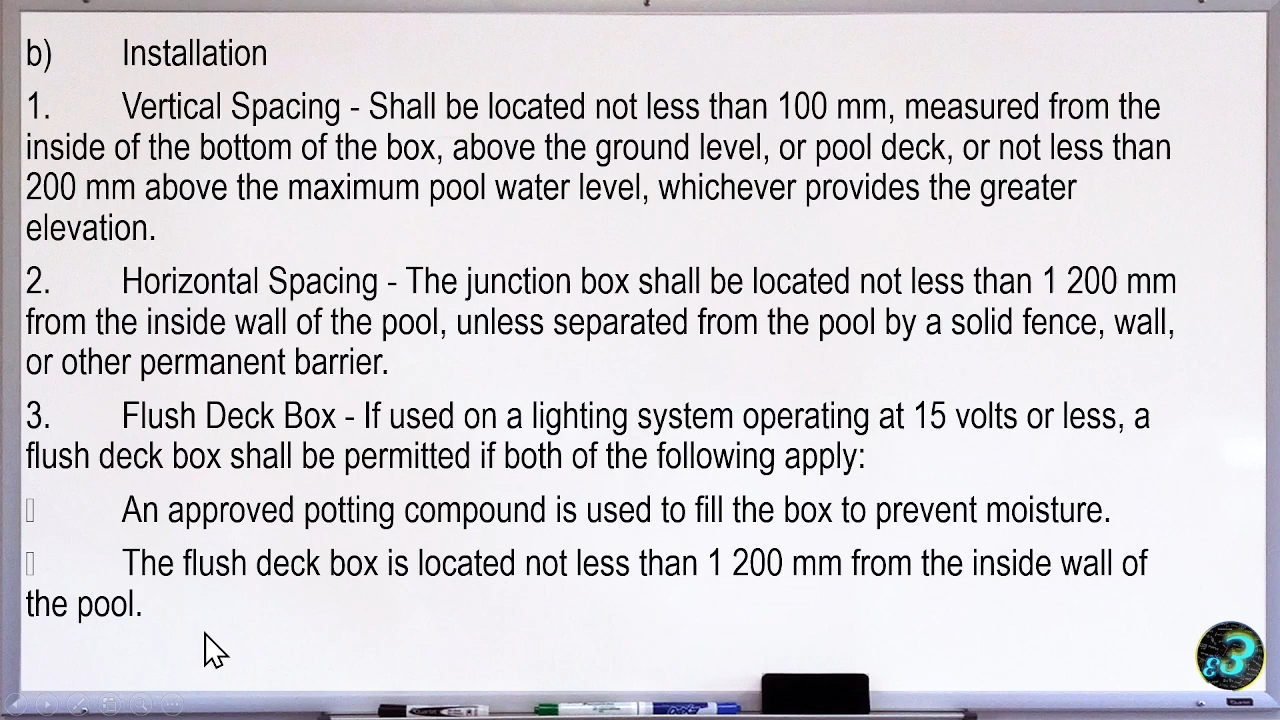 b) Installation
1. Vertical Spacing - Shall be located not less than 100 mm, measured from the
inside of the bottom of the box, above the ground level, or pool deck, or not less than
200 mm above the maximum pool water level, whichever provides the greater
elevation.
2. Horizontal Spacing - The junction box shall be located not less than 1 200 mm
from the inside wall of the pool, unless separated from the pool by a solid fence, wall,
or other permanent barrier.
3. Flush Deck Box - If used on a lighting system operating at 15 volts or less, a
flush deck box shall be permitted if both of the following apply:
An approved potting compound is used to fill the box to prevent moisture.
The flush deck box is located not less than 1 200 mm from the inside wall of
the pool.
ε3